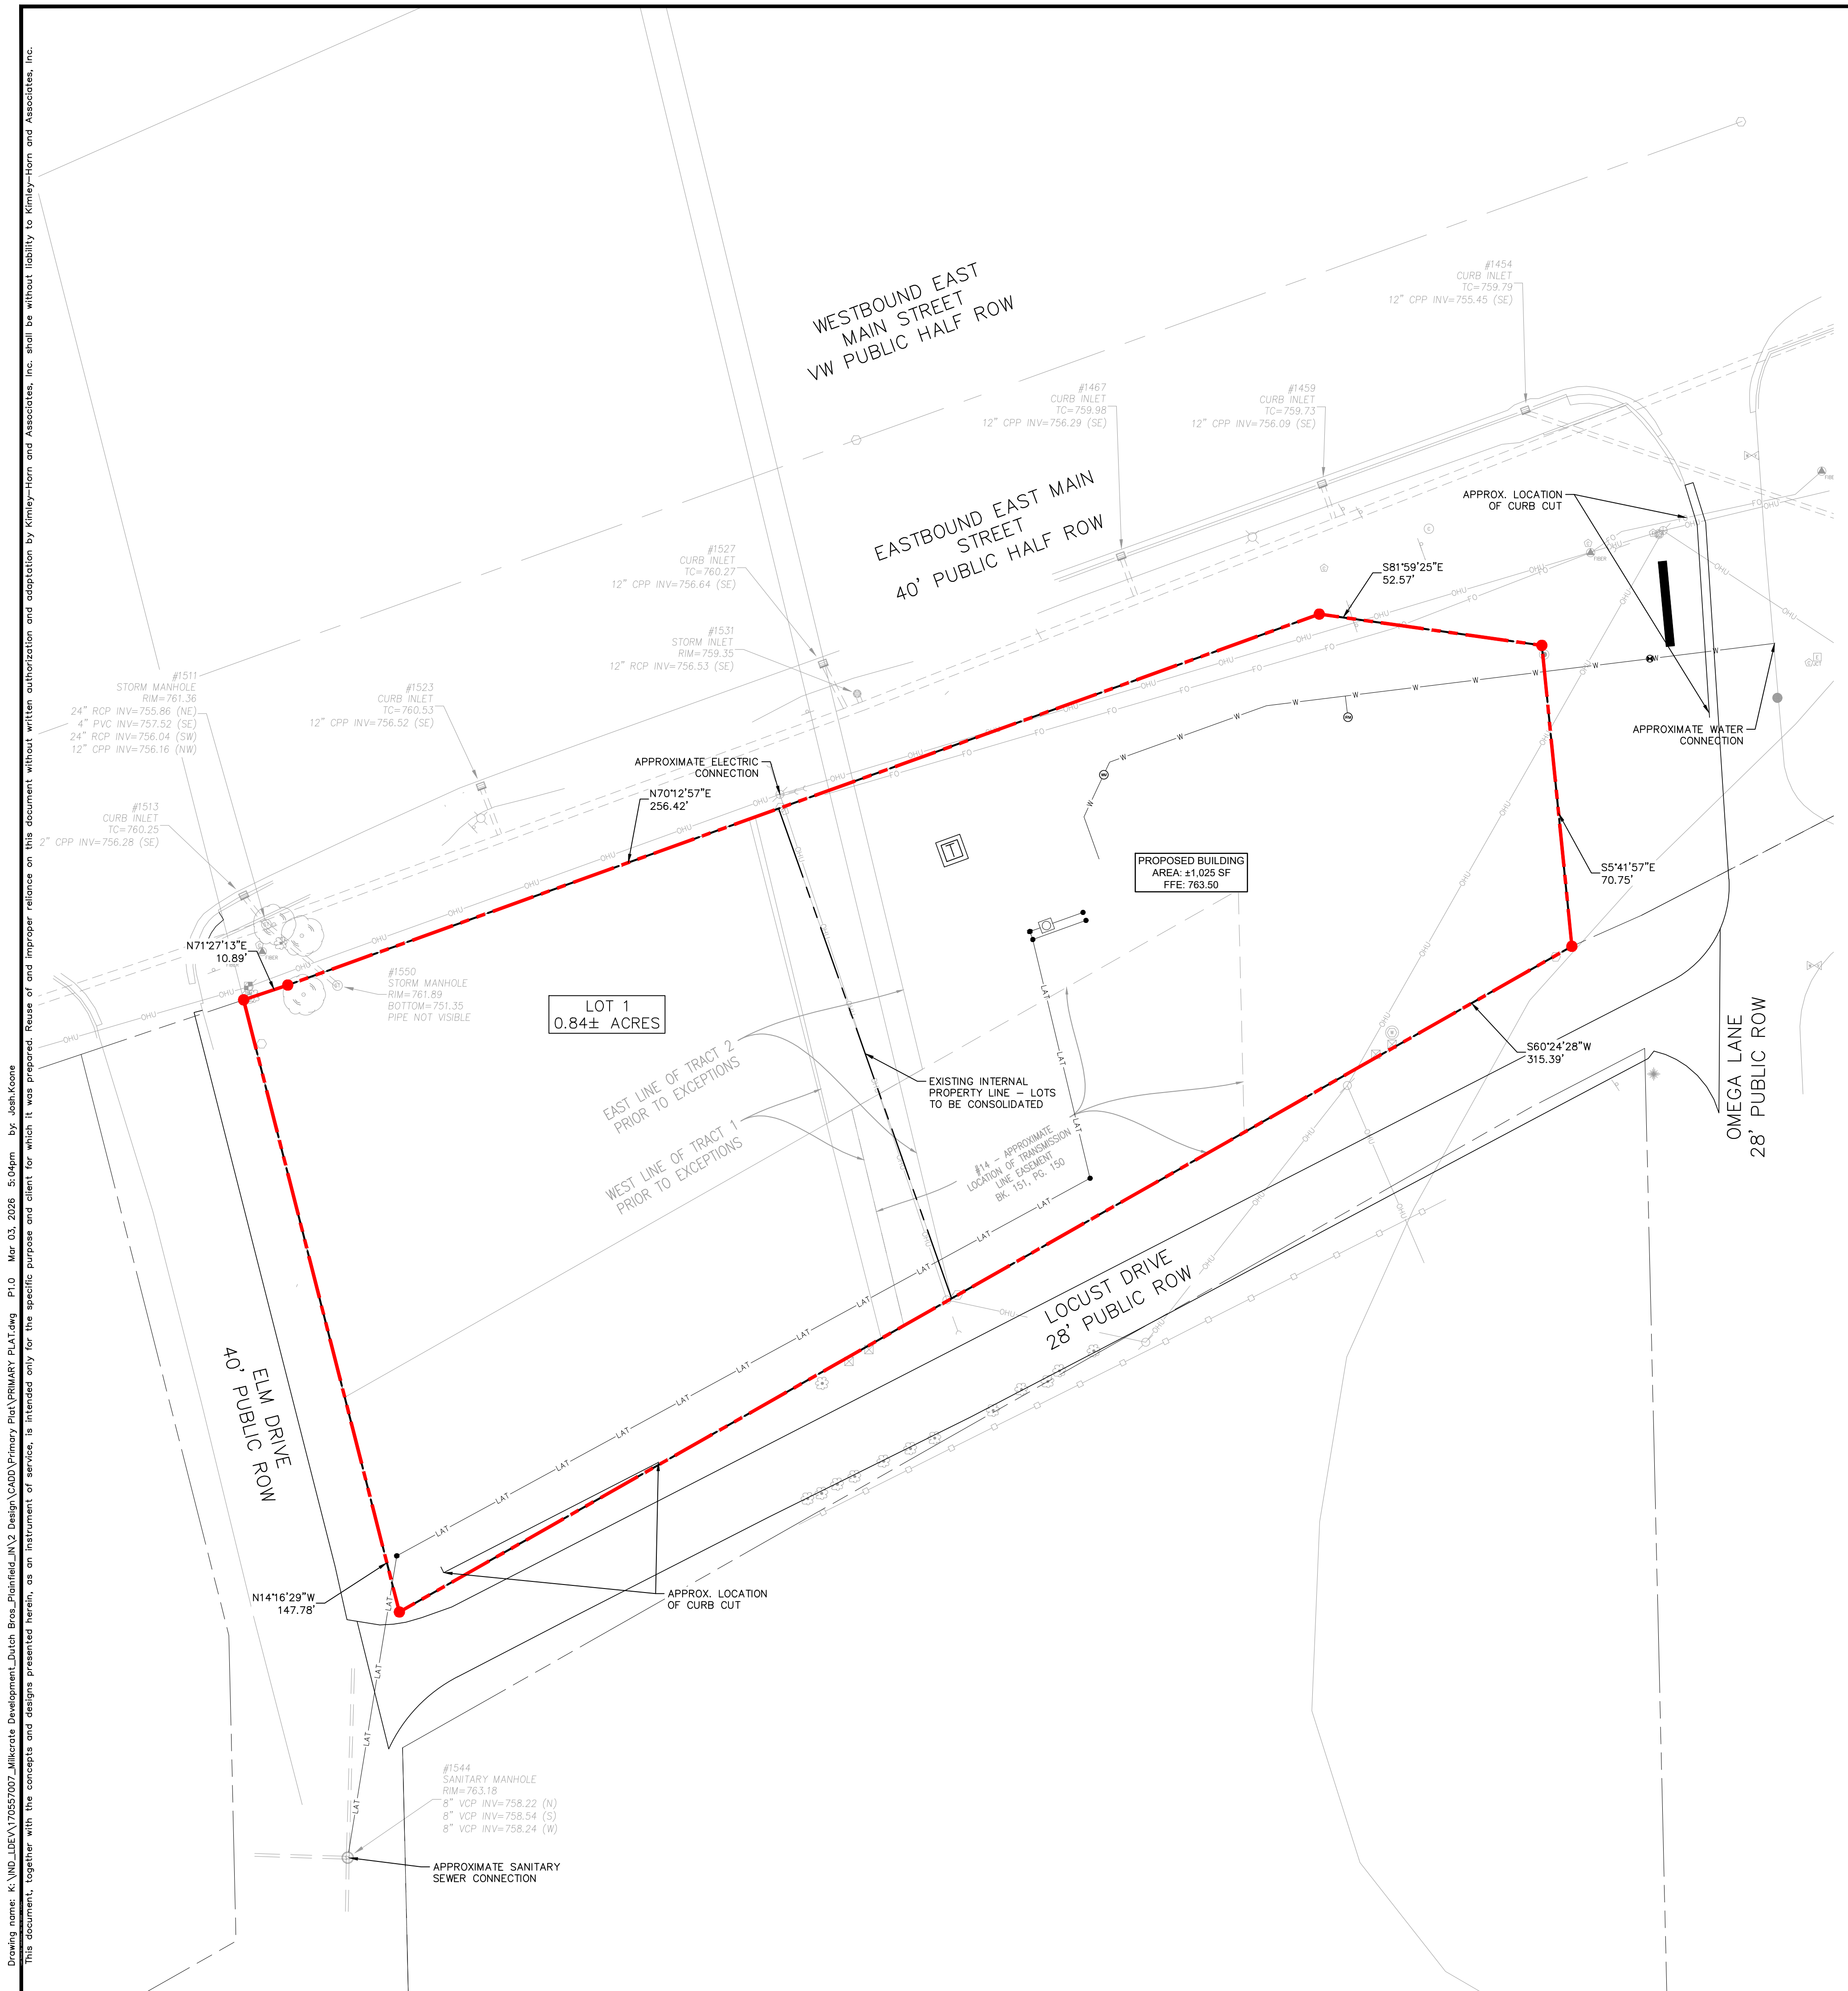 Drawing name: K:\IND_LDEV\170557007_Milkcrate Development_Dutch Bros_Plainfield_IN\2 Design\CADD\Primary Plat\PRIMARY PLAT.dwg P1.0 Mar 03, 2026 5:04pm by: Josh.Koone
This document, together with the concepts and designs presented herein, as an instrument of service, is intended only for the specific purpose and client for which it was prepared. Reuse of and improper reliance on this document without written authorization and adaptation by Kimley-Horn and Associates, Inc. shall be without liability to Kimley-Horn and Associates, Inc.
WESTBOUND EAST
MAIN STREET
VW PUBLIC HALF ROW
#1454
CURB INLET
TC=759.79
12" CPP INV=755.45 (SE)
#1467
CURB INLET
TC=759.98
12" CPP INV=756.29 (SE)
#1459
CURB INLET
TC=759.73
12" CPP INV=756.09 (SE)
EASTBOUND EAST MAIN
STREET
40' PUBLIC HALF ROW
APPROX. LOCATION
OF CURB CUT
#1527
CURB INLET
TC=760.27
12" CPP INV=756.64 (SE)
S81°59'25"E
52.57'
#1531
STORM INLET
RIM=759.35
12" RCP INV=756.53 (SE)
#1511
STORM MANHOLE
RIM=761.36
24" RCP INV=755.86 (NE)
4" PVC INV=757.52 (SE)
24" RCP INV=756.04 (SW)
12" CPP INV=756.16 (NW)
#1523
CURB INLET
TC=760.53
12" CPP INV=756.52 (SE)
APPROXIMATE WATER
CONNECTION
APPROXIMATE ELECTRIC
CONNECTION
N70°12'57"E
256.42'
#1513
CURB INLET
TC=760.25
2" CPP INV=756.28 (SE)
T
PROPOSED BUILDING
AREA: ±1,025 SF
FFE: 763.50
S5°41'57"E
70.75'
N71°27'13"E
10.89'
#1550
STORM MANHOLE
RIM=761.89
BOTTOM=751.35
PIPE NOT VISIBLE
LOT 1
0.84± ACRES
EAST LINE OF TRACT 2
PRIOR TO EXCEPTIONS
EXISTING INTERNAL
PROPERTY LINE - LOTS
TO BE CONSOLIDATED
WEST LINE OF TRACT 1
PRIOR TO EXCEPTIONS
#14 - APPROXIMATE
LOCATION OF TRANSMISSION
LINE EASEMENT
BK. 151, PG. 150
S60°24'28"W
315.39'
OMEGA LANE
28' PUBLIC ROW
LOCUST DRIVE
28' PUBLIC ROW
ELM DRIVE
40' PUBLIC ROW
N14°16'29"W
147.78'
APPROX. LOCATION
OF CURB CUT
#1544
SANITARY MANHOLE
RIM=763.18
8" VCP INV=758.22 (N)
8" VCP INV=758.54 (S)
8" VCP INV=758.24 (W)
APPROXIMATE SANITARY
SEWER CONNECTION